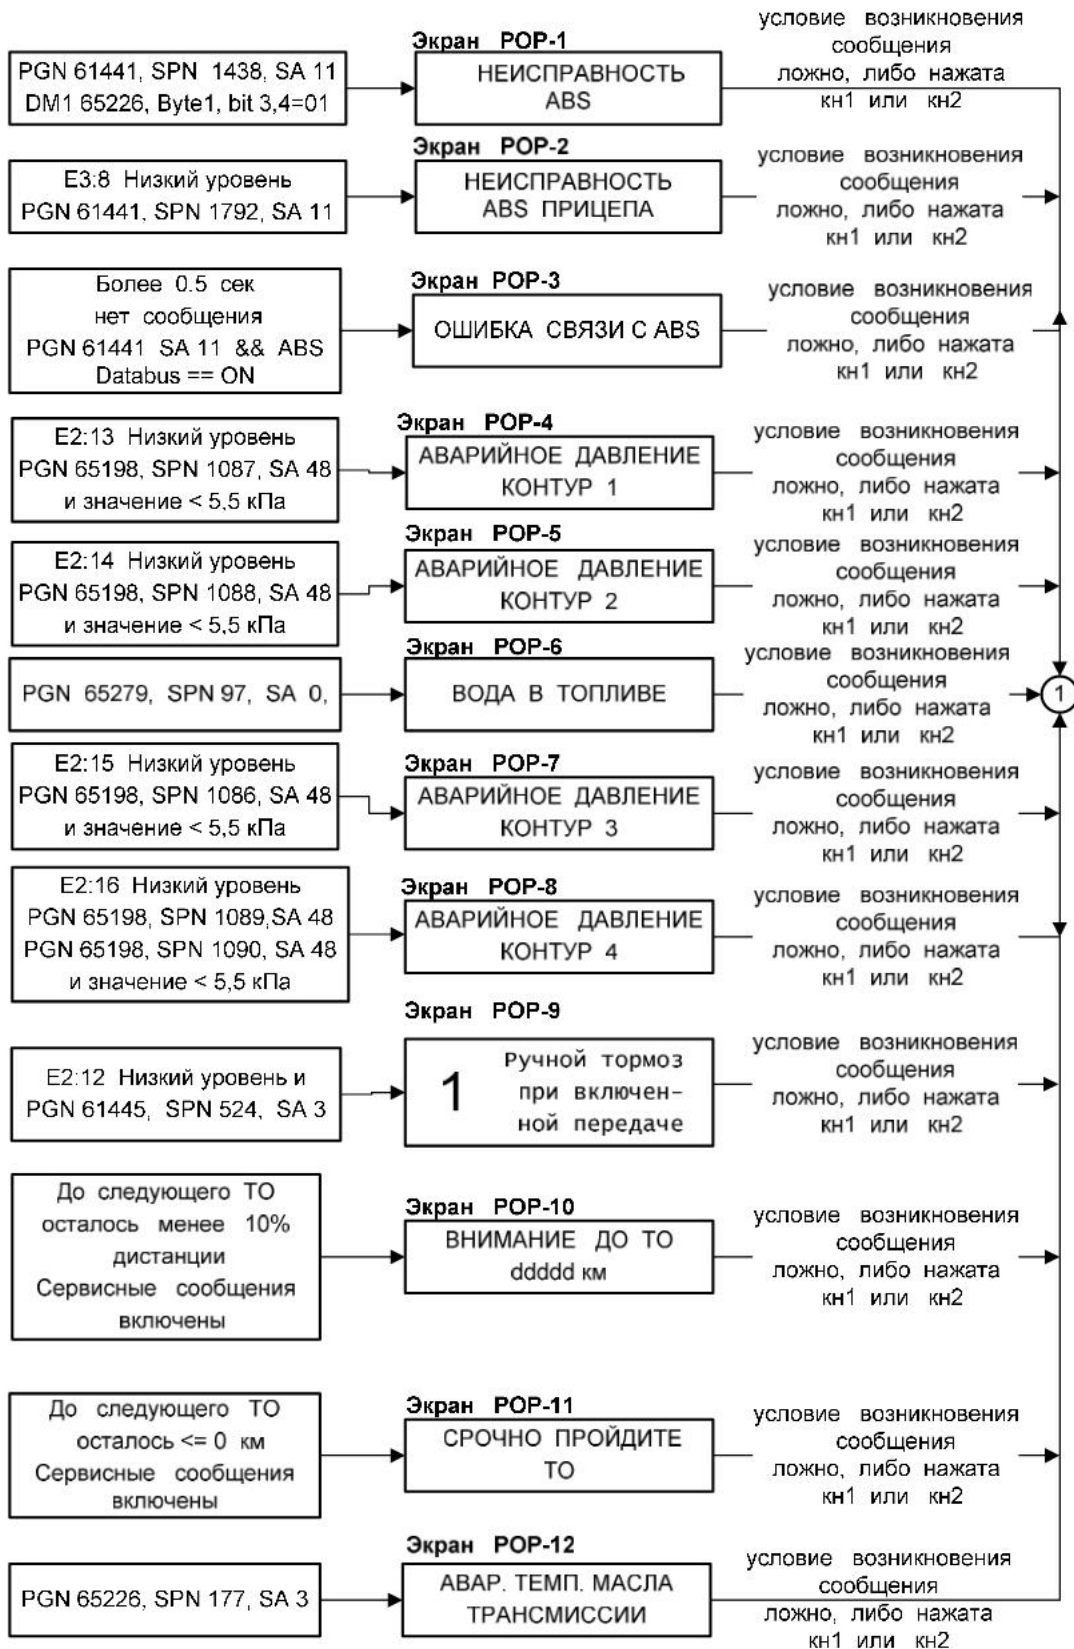 Экран POP-1
PGN 61441, SPN 1438, SA 11
DM1 65226, Byte1, bit 3,4=01
НЕИСПРАВНОСТЬ
ABS
условие возникновения
сообщения
ложно, либо нажата
кн1 или кн2
Экран POP-2
E3:8 Низкий уровень
PGN 61441, SPN 1792, SA 11
НЕИСПРАВНОСТЬ
ABS ПРИЦЕПА
условие возникновения
сообщения
ложно, либо нажата
кн1 или кн2
Экран POP-3
Более 0.5 сек
нет сообщения
PGN 61441 SA 11 && ABS
Databus == ON
ОШИБКА СВЯЗИ С ABS
условие возникновения
сообщения
ложно, либо нажата
кн1 или кн2
Экран POP-4
E2:13 Низкий уровень
PGN 65198, SPN 1087, SA 48
и значение < 5,5 кПа
АВАРИЙНОЕ ДАВЛЕНИЕ
КОНТУР 1
условие возникновения
сообщения
ложно, либо нажата
кн1 или кн2
Экран POP-5
E2:14 Низкий уровень
PGN 65198, SPN 1088, SA 48
и значение < 5,5 кПа
АВАРИЙНОЕ ДАВЛЕНИЕ
КОНТУР 2
условие возникновения
сообщения
ложно, либо нажата
кн1 или кн2
Экран POP-6
PGN 65279, SPN 97, SA 0,
ВОДА В ТОПЛИВЕ
условие возникновения
сообщения
ложно, либо нажата
кн1 или кн2
1
Экран POP-7
E2:15 Низкий уровень
PGN 65198, SPN 1086, SA 48
и значение < 5,5 кПа
АВАРИЙНОЕ ДАВЛЕНИЕ
КОНТУР 3
условие возникновения
сообщения
ложно, либо нажата
кн1 или кн2
Экран POP-8
E2:16 Низкий уровень
PGN 65198, SPN 1089,SA 48
PGN 65198, SPN 1090, SA 48
и значение < 5,5 кПа
АВАРИЙНОЕ ДАВЛЕНИЕ
КОНТУР 4
условие возникновения
сообщения
ложно, либо нажата
кн1 или кн2
Экран POP-9
E2:12 Низкий уровень и
PGN 61445, SPN 524, SA 3
1
Ручной тормоз
при включен-
ной передаче
условие возникновения
сообщения
ложно, либо нажата
кн1 или кн2
Экран POP-10
До следующего ТО
осталось менее 10%
дистанции
Сервисные сообщения
включены
ВНИМАНИЕ ДО ТО
ddddd км
условие возникновения
сообщения
ложно, либо нажата
кн1 или кн2
Экран POP-11
До следующего ТО
осталось <= 0 км
Сервисные сообщения
включены
СРОЧНО ПРОЙДИТЕ
ТО
условие возникновения
сообщения
ложно, либо нажата
кн1 или кн2
Экран POP-12
PGN 65226, SPN 177, SA 3
АВАР. ТЕМП. МАСЛА
ТРАНСМИССИИ
условие возникновения
сообщения
ложно, либо нажата
кн1 или кн2